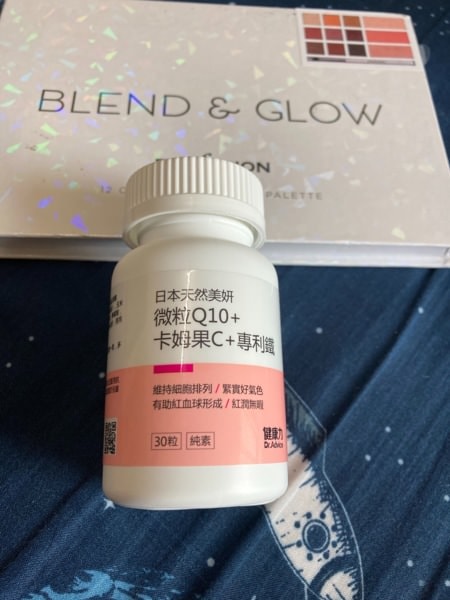 BLEND & GLOW
PALETTE
日本天然美妍
微粒Q10+
卡姆果C+專利鐵
維持細胞排列 / 緊實好氣色
有助紅血球形成 / 紅潤無暇
30粒 純素
健康力
Dr.Advice